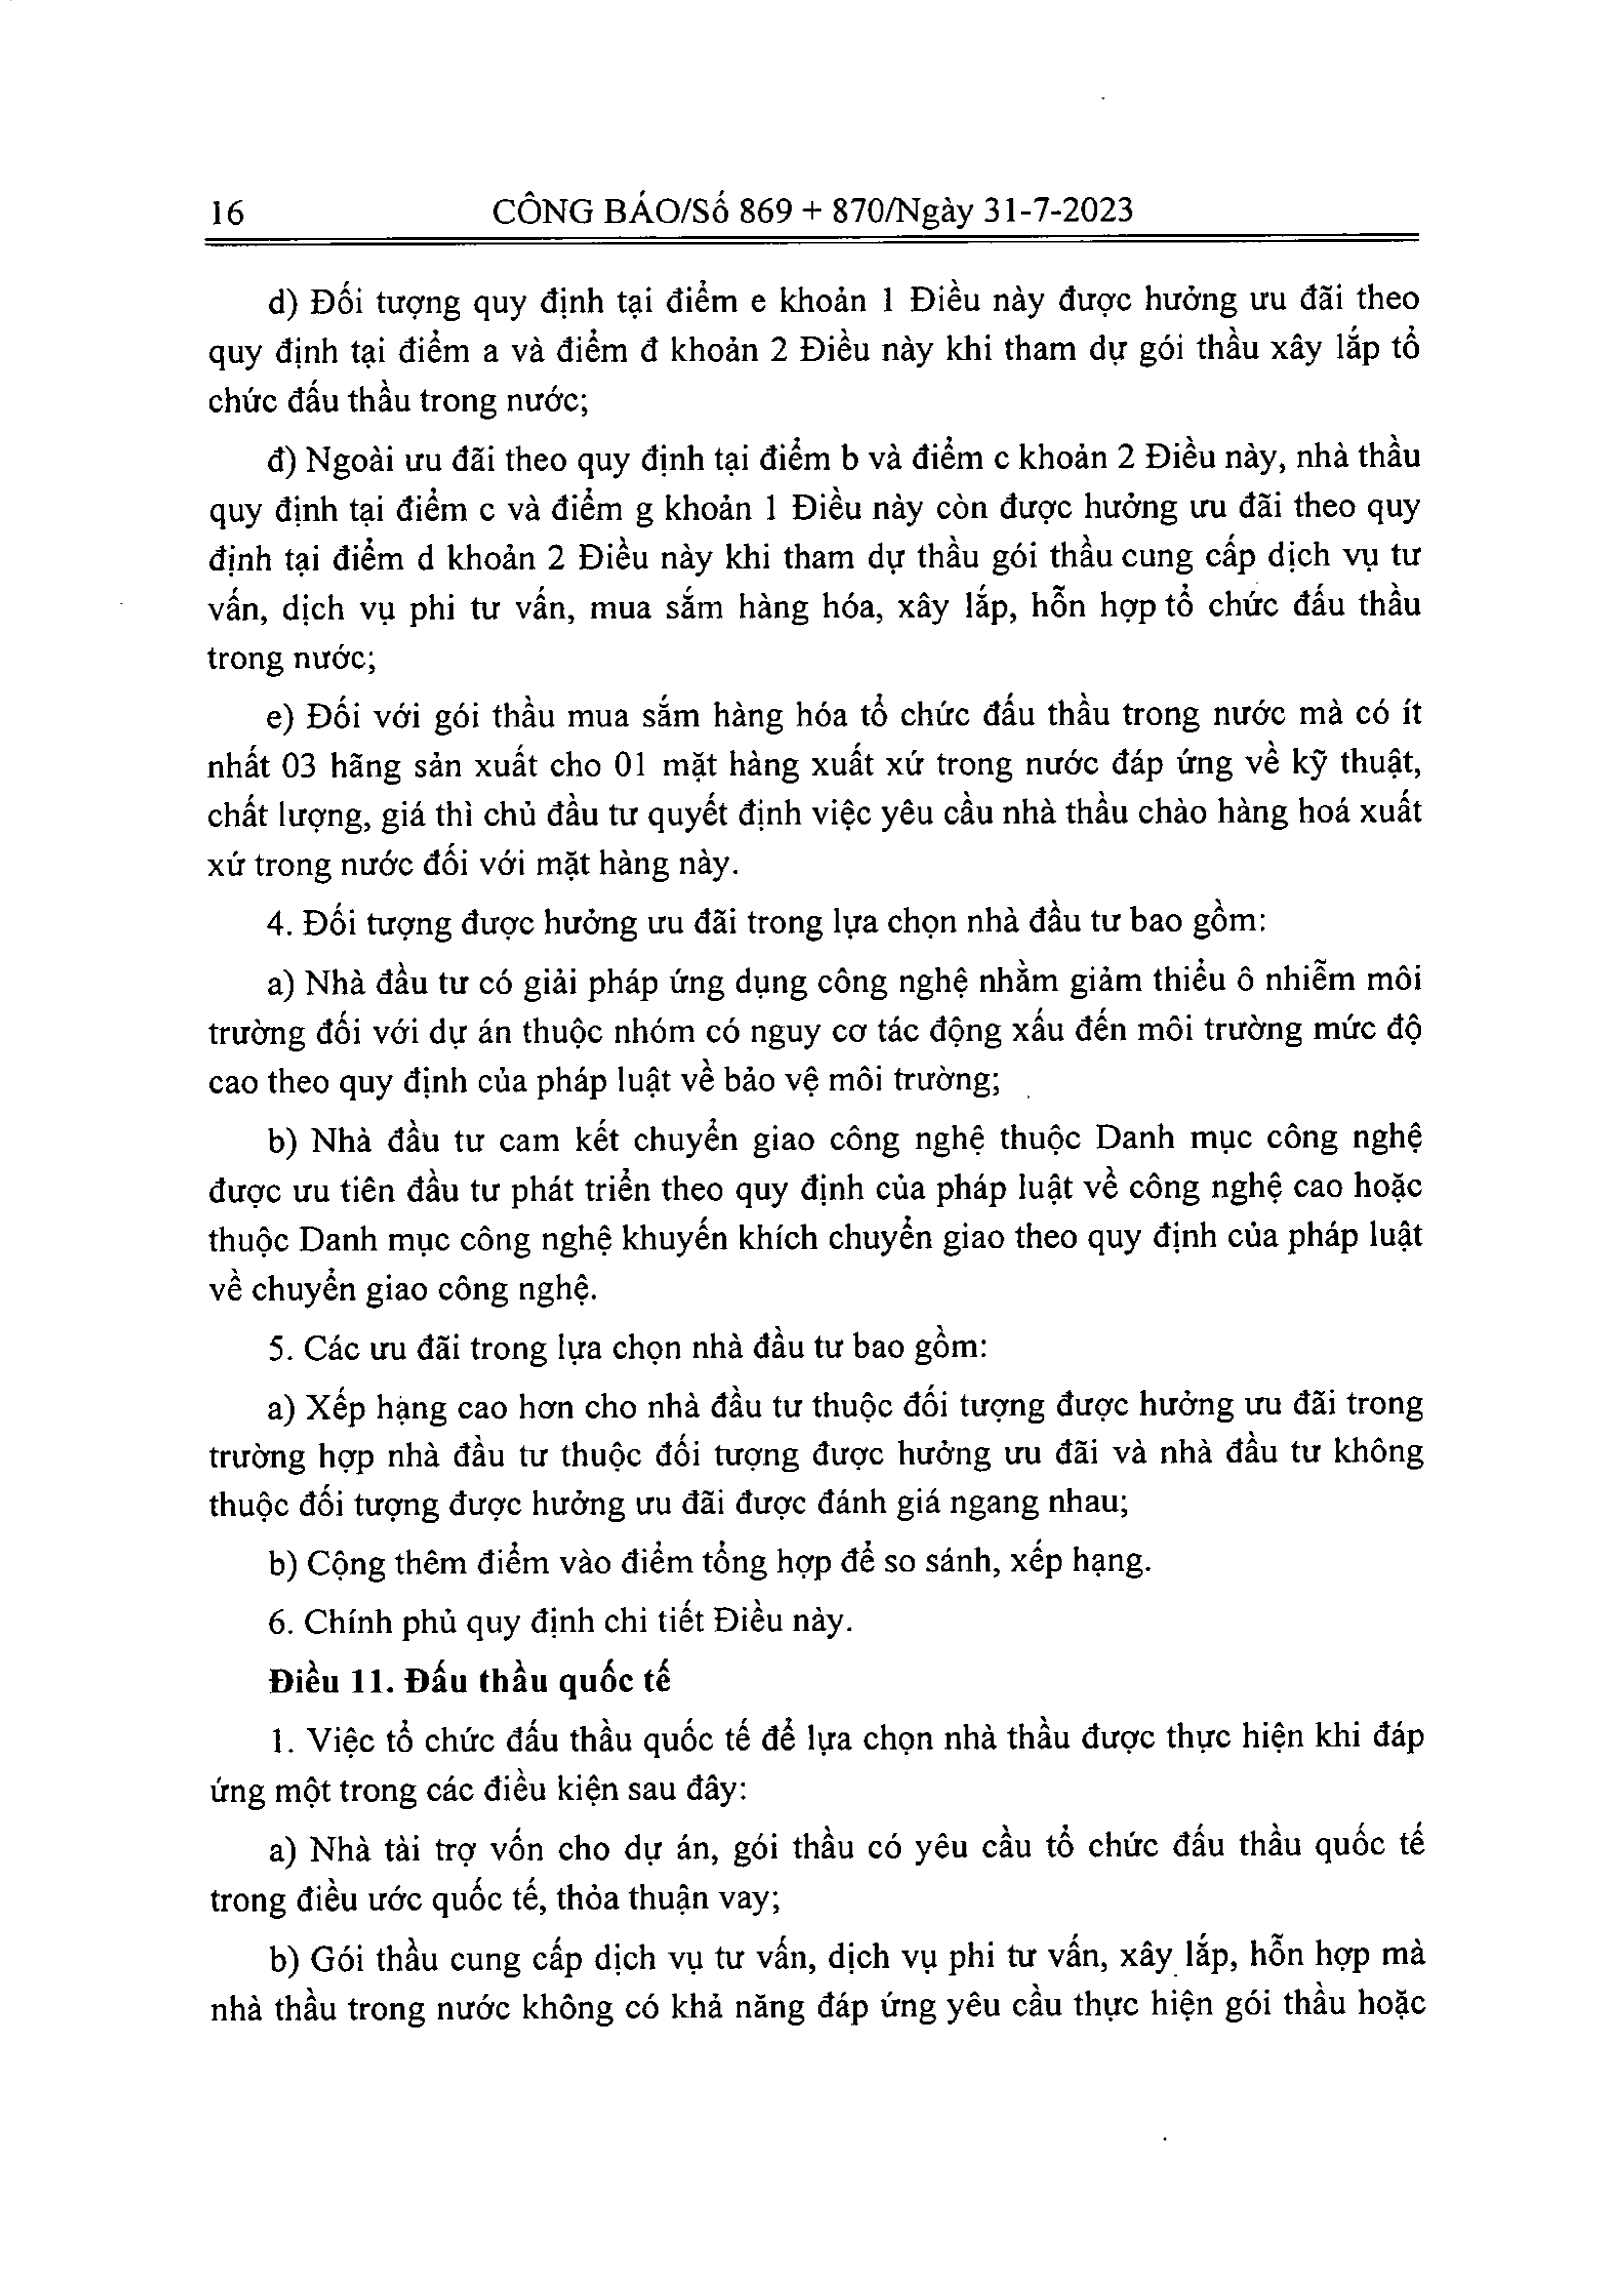 16 CÔNG BÁO/Số 869 + 870/Ngày 31-7-2023
d) Đối tượng quy định tại điểm e khoản 1 Điều này được hưởng ưu đãi theo
quy định tại điểm a và điểm đ khoản 2 Điều này khi tham dự gói thầu xây lắp tổ
chức đấu thầu trong nước;
đ) Ngoài ưu đãi theo quy định tại điểm b và điểm c khoản 2 Điều này, nhà thầu
quy định tại điểm c và điểm g khoản 1 Điều này còn được hưởng ưu đãi theo quy
định tại điểm d khoản 2 Điều này khi tham dự thầu gói thầu cung cấp dịch vụ tư
vấn, dịch vụ phi tư vấn, mua sắm hàng hóa, xây lắp, hỗn hợp tổ chức đấu thầu
trong nước;
e) Đối với gói thầu mua sắm hàng hóa tổ chức đấu thầu trong nước mà có ít
nhất 03 hãng sản xuất cho 01 mặt hàng xuất xứ trong nước đáp ứng về kỹ thuật,
chất lượng, giá thì chủ đầu tư quyết định việc yêu cầu nhà thầu chào hàng hoá xuất
xứ trong nước đối với mặt hàng này.
4. Đối tượng được hưởng ưu đãi trong lựa chọn nhà đầu tư bao gồm:
a) Nhà đầu tư có giải pháp ứng dụng công nghệ nhằm giảm thiểu ô nhiễm môi
trường đối với dự án thuộc nhóm có nguy cơ tác động xấu đến môi trường mức độ
cao theo quy định của pháp luật về bảo vệ môi trường;
b) Nhà đầu tư cam kết chuyển giao công nghệ thuộc Danh mục công nghệ
được ưu tiên đầu tư phát triển theo quy định của pháp luật về công nghệ cao hoặc
thuộc Danh mục công nghệ khuyến khích chuyển giao theo quy định của pháp luật
về chuyển giao công nghệ.
5. Các ưu đãi trong lựa chọn nhà đầu tư bao gồm:
a) Xếp hạng cao hơn cho nhà đầu tư thuộc đối tượng được hưởng ưu đãi trong
trường hợp nhà đầu tư thuộc đối tượng được hưởng ưu đãi và nhà đầu tư không
thuộc đối tượng được hưởng ưu đãi được đánh giá ngang nhau;
b) Cộng thêm điểm vào điểm tổng hợp để so sánh, xếp hạng.
6. Chính phủ quy định chi tiết Điều này.
Điều 11. Đấu thầu quốc tế
1. Việc tổ chức đấu thầu quốc tế để lựa chọn nhà thầu được thực hiện khi đáp
ứng một trong các điều kiện sau đây:
a) Nhà tài trợ vốn cho dự án, gói thầu có yêu cầu tổ chức đấu thầu quốc tế
trong điều ước quốc tế, thỏa thuận vay;
b) Gói thầu cung cấp dịch vụ tư vấn, dịch vụ phi tư vấn, xây lắp, hỗn hợp mà
nhà thầu trong nước không có khả năng đáp ứng yêu cầu thực hiện gói thầu hoặc